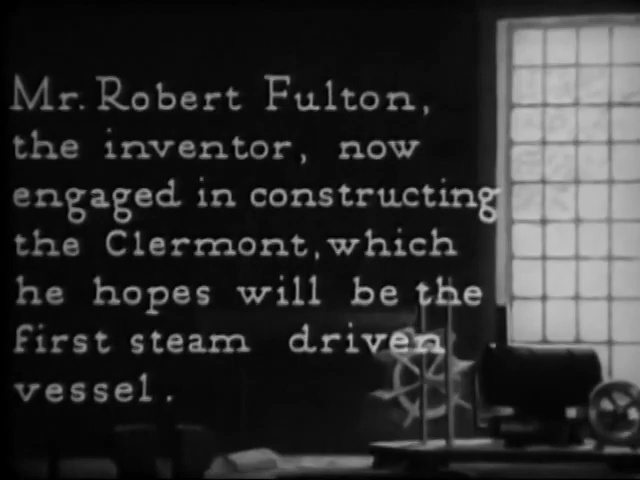 Mr. Robert Fulton,
the inventor, now
engaged in constructing
the Clermont, which
he hopes will be the
first steam driven
vessel.